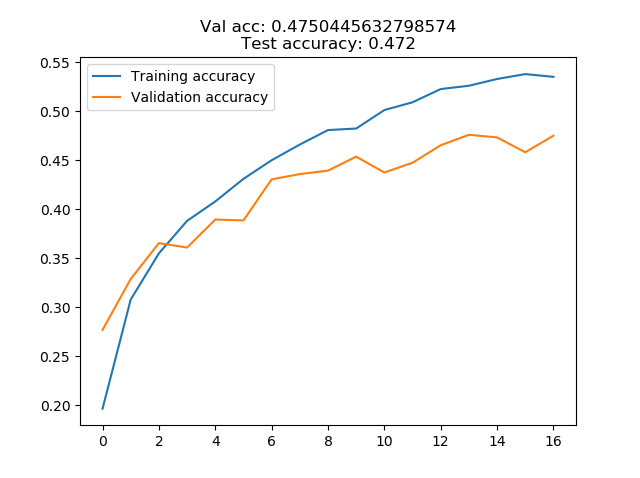 Val acc: 0.4750445632798574
Test accuracy: 0.472
Training accuracy
Validation accuracy
0.55
0.50
0.45
0.40
0.35
0.30
0.25
0.20
0 2 4 6 8 10 12 14 16